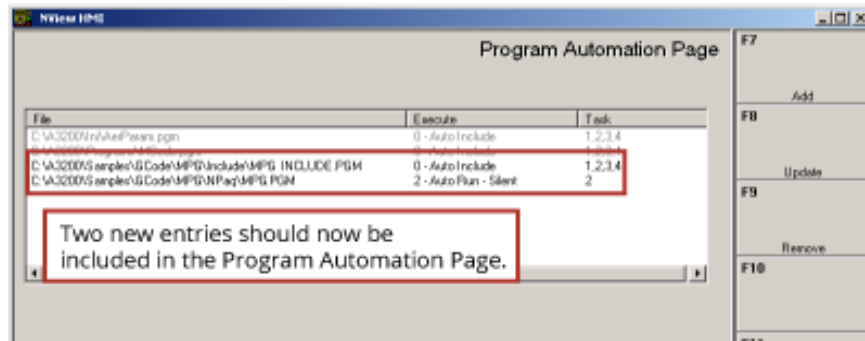 NView HMI
Program Automation Page
F7
Add
File Execute Task
C:\A3200\Ini\AerParam.pgm 0 - Auto Include 1,2,3,4
F8
C:\A3200\Samples\GCode\MPG\Include\MPG_INCLUDE.PGM 0 - Auto Include 1,2,3,4
Update
C:\A3200\Samples\GCode\MPG\NPaq\MPG.PGM 2 - Auto Run - Silent 2
F9
Two new entries should now be
included in the Program Automation Page.
Remove
F10